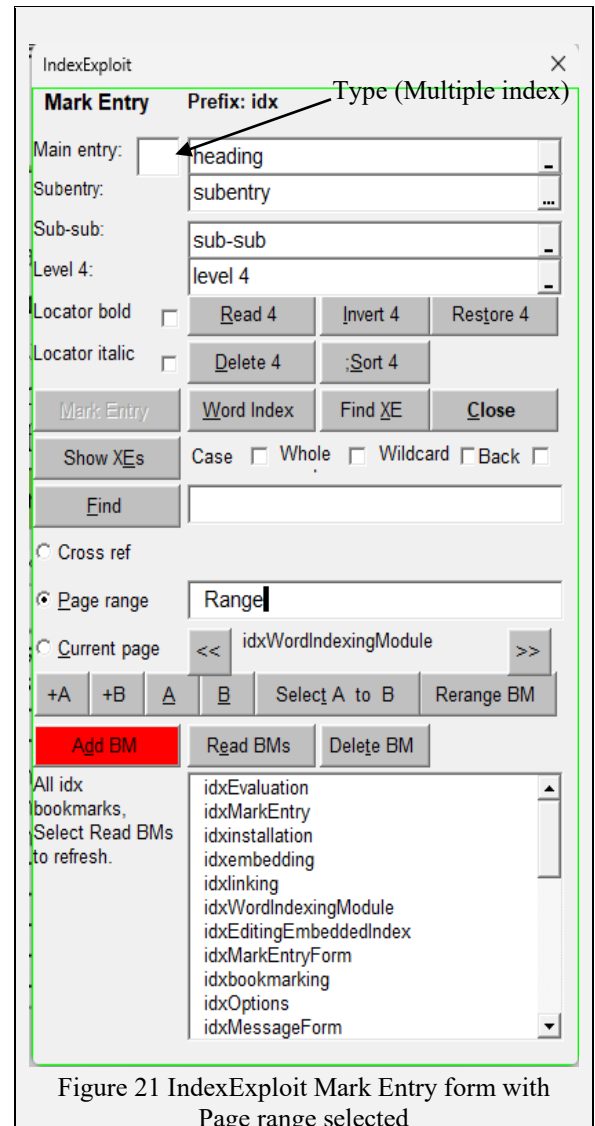 IndexExploit
Type (Multiple index)
Mark Entry Prefix: idx
Main entry: heading
Subentry: subentry ...
Sub-sub: sub-sub
Level 4: level 4
Locator bold Read 4 Invert 4 Restore 4
Locator italic Delete 4 ;Sort 4
Mark Entry Word Index Find XE Close
Show XEs Case Whole Wildcard Back
Find
Cross ref
Page range Range
Current page << idxWordIndexingModule >>
+A +B A B Select A to B Rerange BM
Add BM Read BMs Delete BM
All idx
bookmarks,
Select Read BMs
to refresh.
idxEvaluation
idxMarkEntry
idxinstallation
idxembedding
idxlinking
idxWordIndexingModule
idxEditingEmbeddedIndex
idxMarkEntryForm
idxbookmarking
idxOptions
idxMessageForm
Figure 21 IndexExploit Mark Entry form with
Page range selected